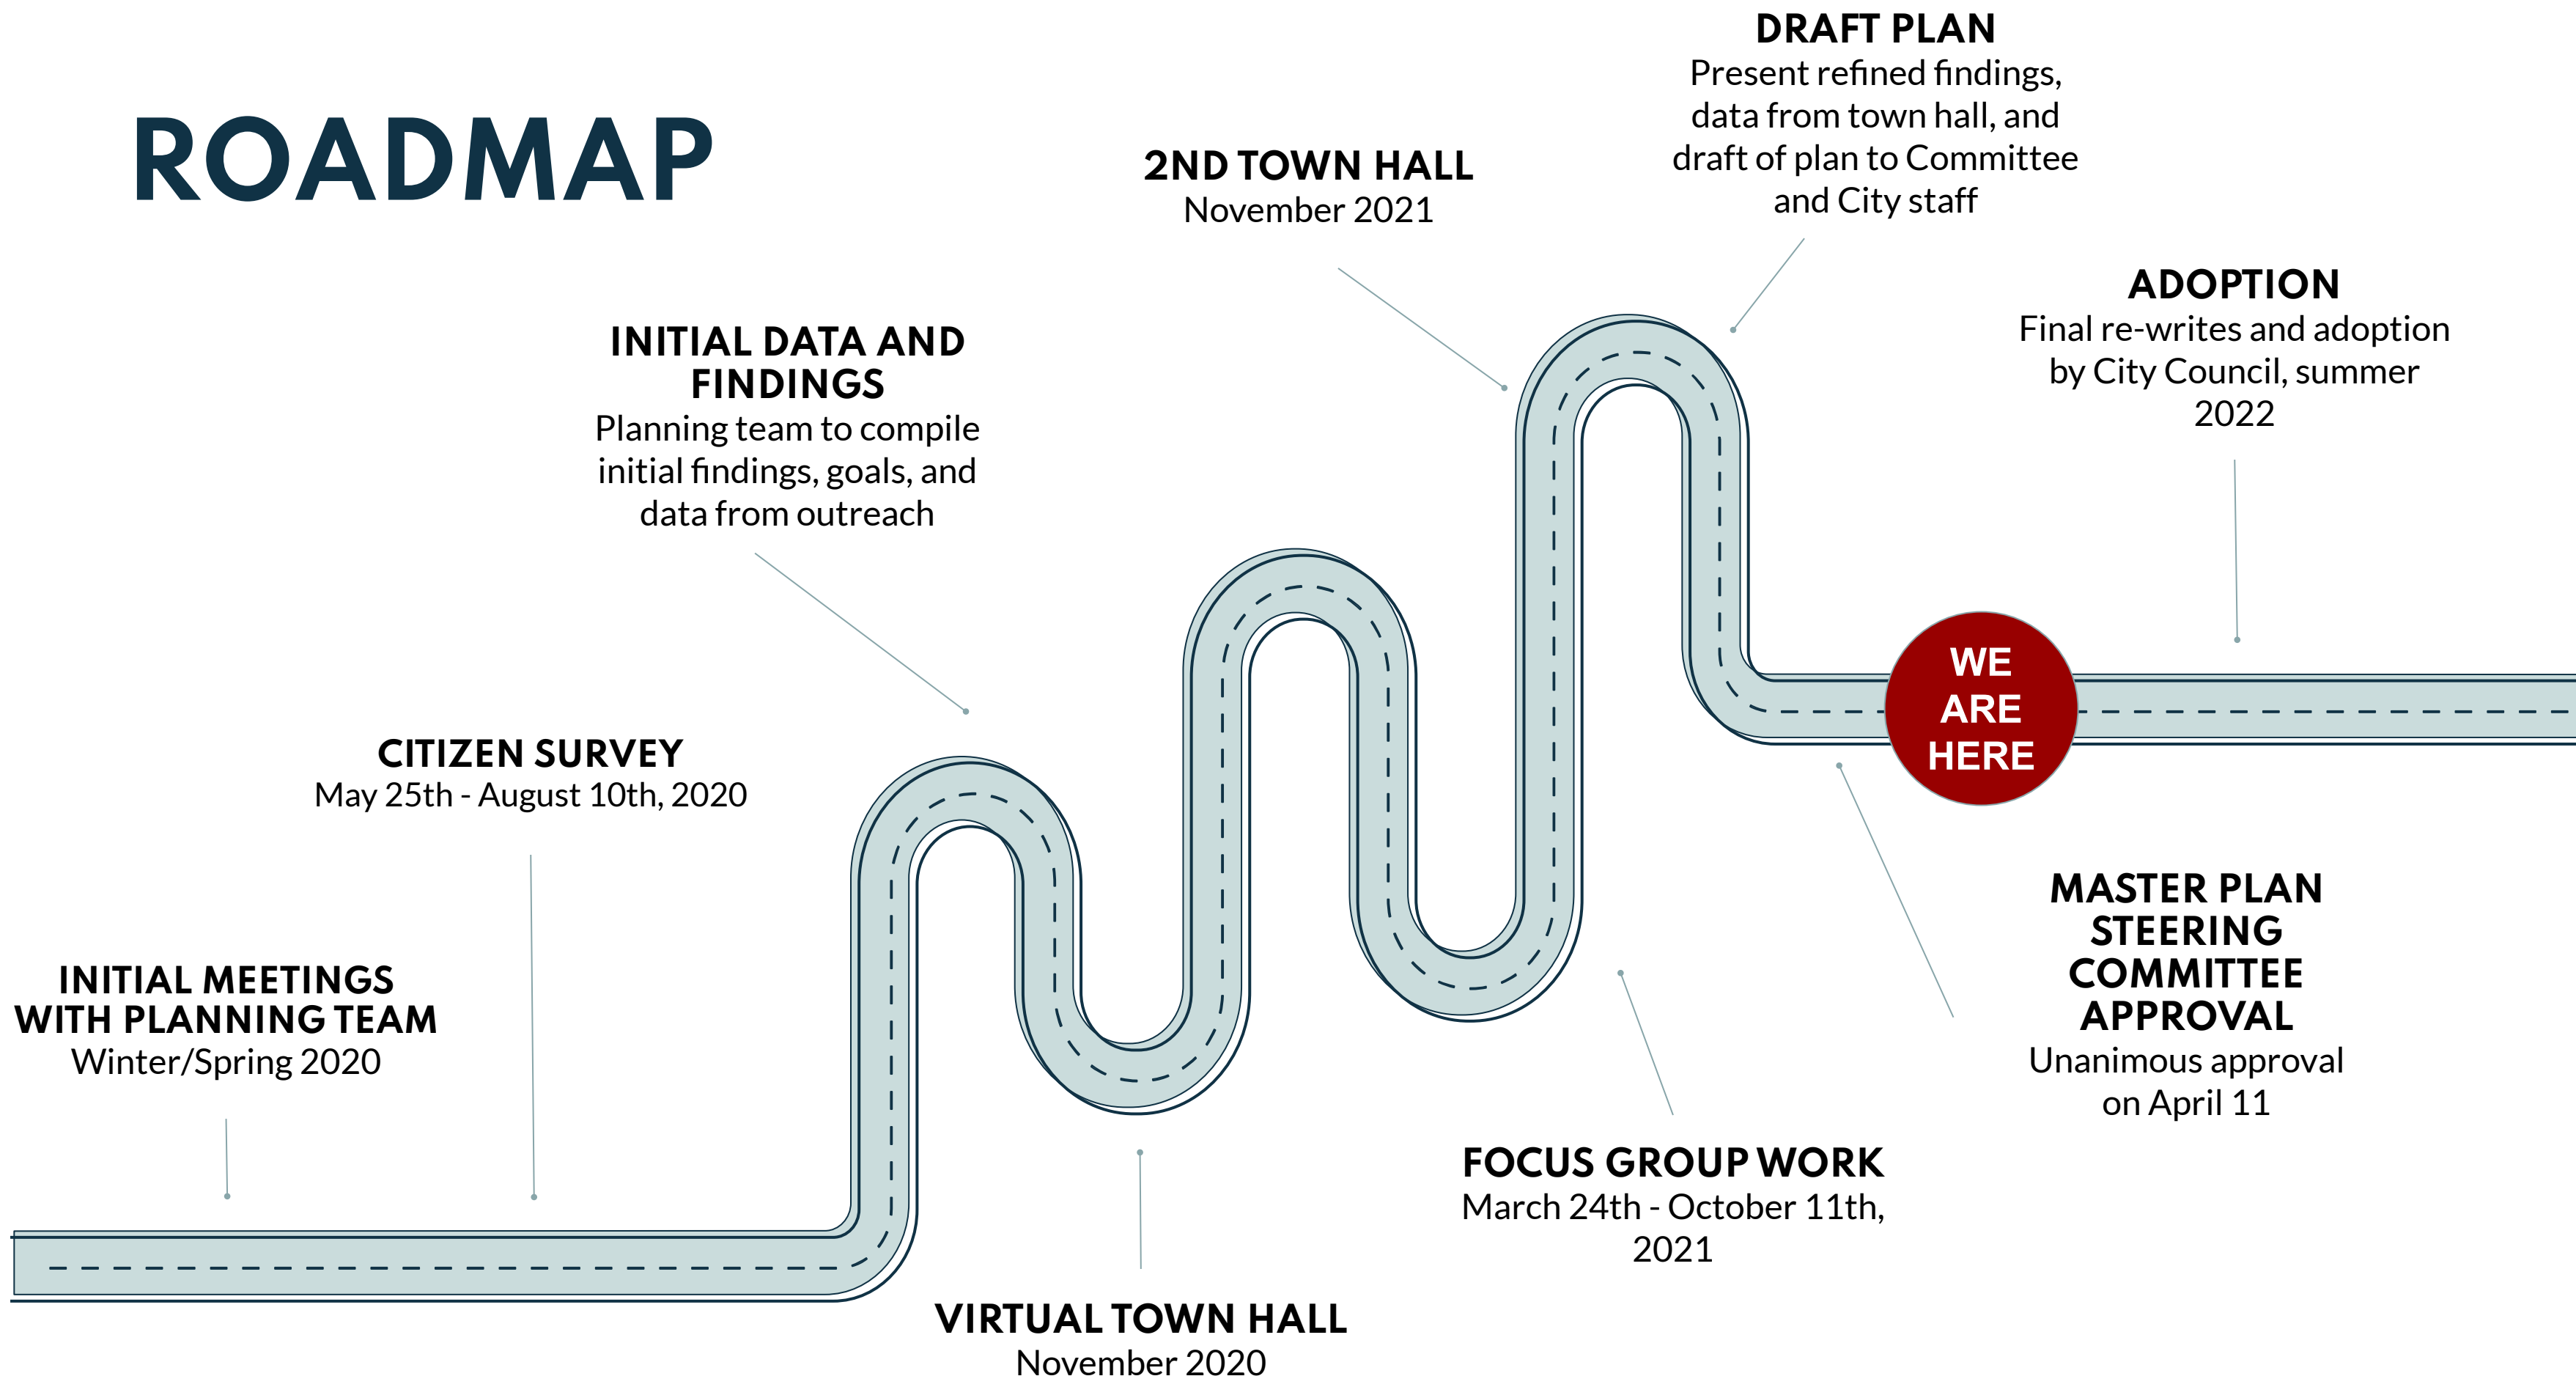 ROADMAP
INITIAL MEETINGS
WITH PLANNING TEAM
Winter/Spring 2020
CITIZEN SURVEY
May 25th - August 10th, 2020
INITIAL DATA AND
FINDINGS
Planning team to compile
initial findings, goals, and
data from outreach
VIRTUAL TOWN HALL
November 2020
FOCUS GROUP WORK
March 24th - October 11th,
2021
2ND TOWN HALL
November 2021
DRAFT PLAN
Present refined findings,
data from town hall, and
draft of plan to Committee
and City staff
MASTER PLAN
STEERING
COMMITTEE
APPROVAL
Unanimous approval
on April 11
WE
ARE
HERE
ADOPTION
Final re-writes and adoption
by City Council, summer
2022